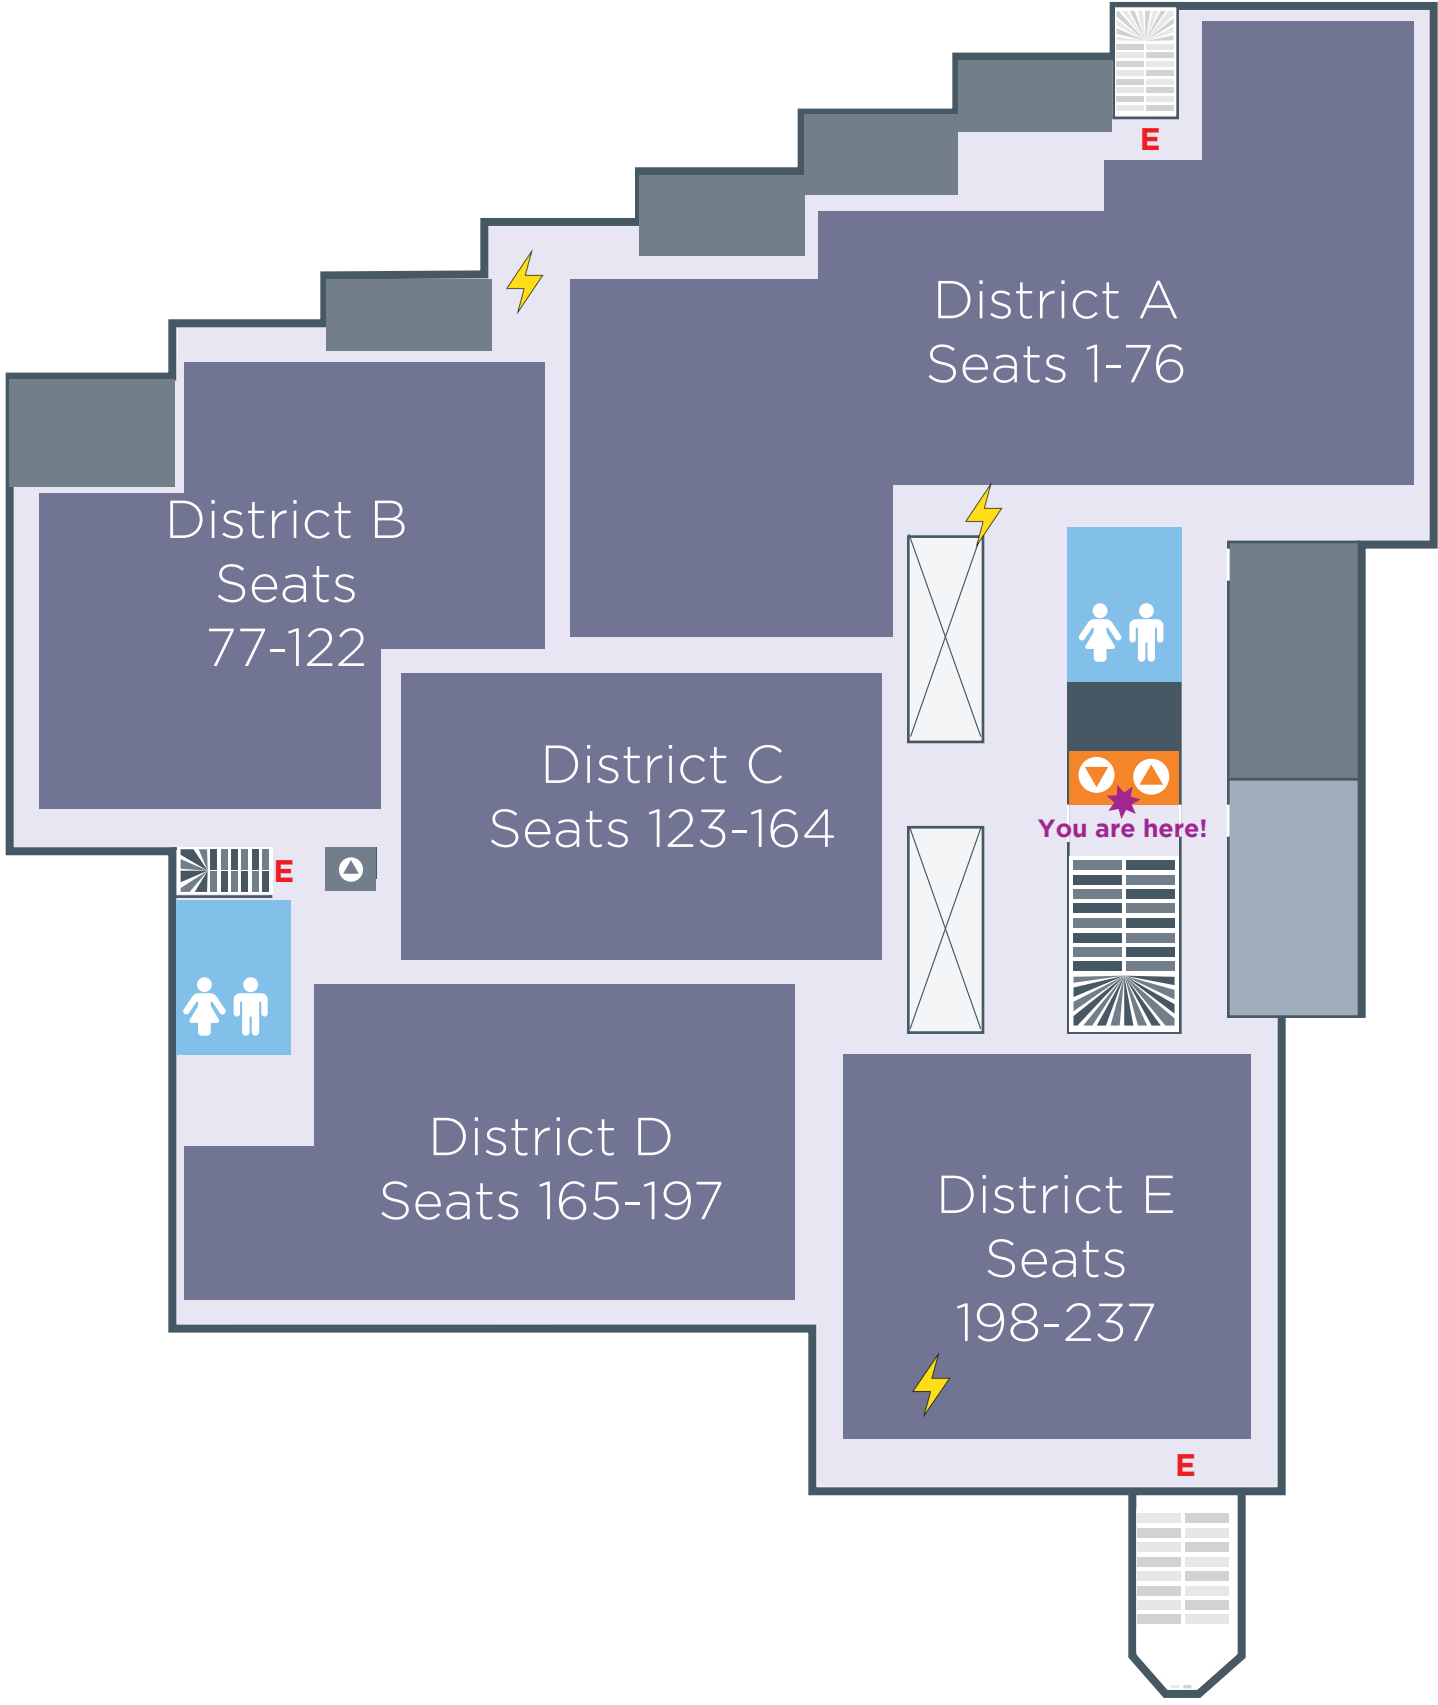 E
District A
Seats 1-76
District B
Seats
77-122
District C
Seats 123-164
You are here!
E
District D
Seats 165-197
District E
Seats
198-237
E